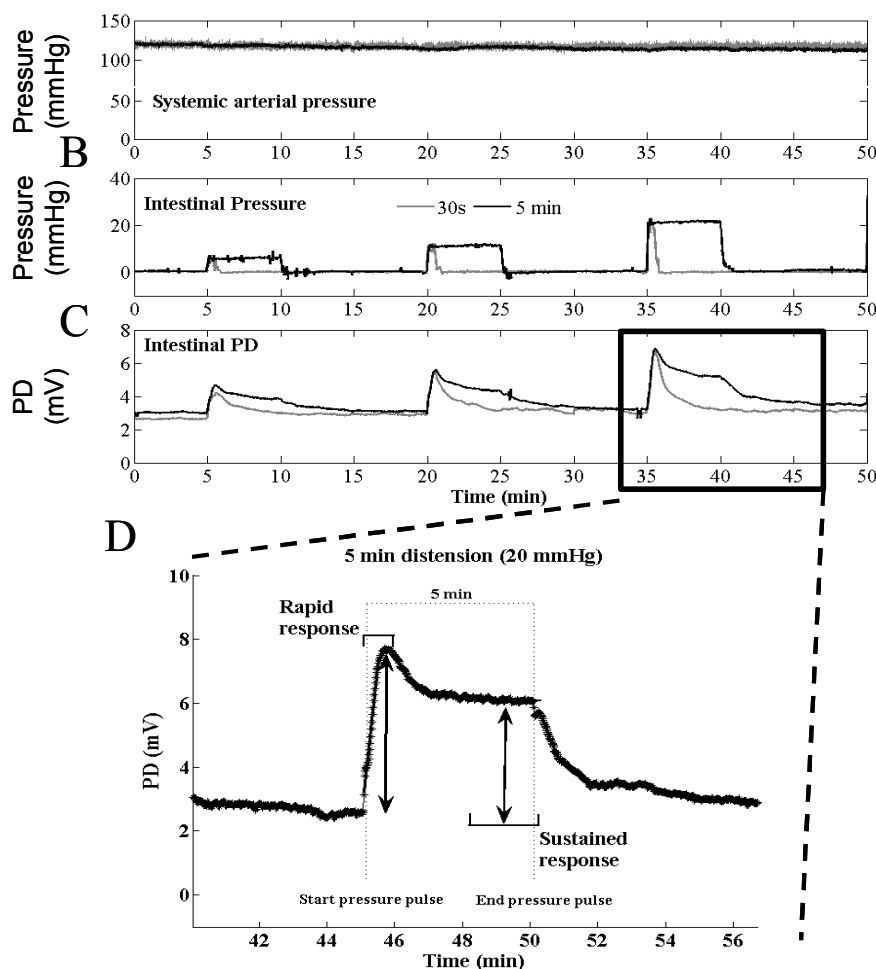 150
100
50
0
Pressure
(mmHg)
Systemic arterial pressure
0 5 10 15 20 25 30 35 40 45 50
B
40
20
0
Pressure
(mmHg)
Intestinal Pressure
30s 5 min
0 5 10 15 20 25 30 35 40 45 50
C
8
6
4
2
0
PD
(mV)
Intestinal PD
0 5 10 15 20 25 30 35 40 45 50
Time (min)
D
5 min distension (20 mmHg)
10
8
6
4
2
0
PD (mV)
5 min
Rapid
response
Sustained
response
Start pressure pulse End pressure pulse
42 44 46 48 50 52 54 56
Time (min)